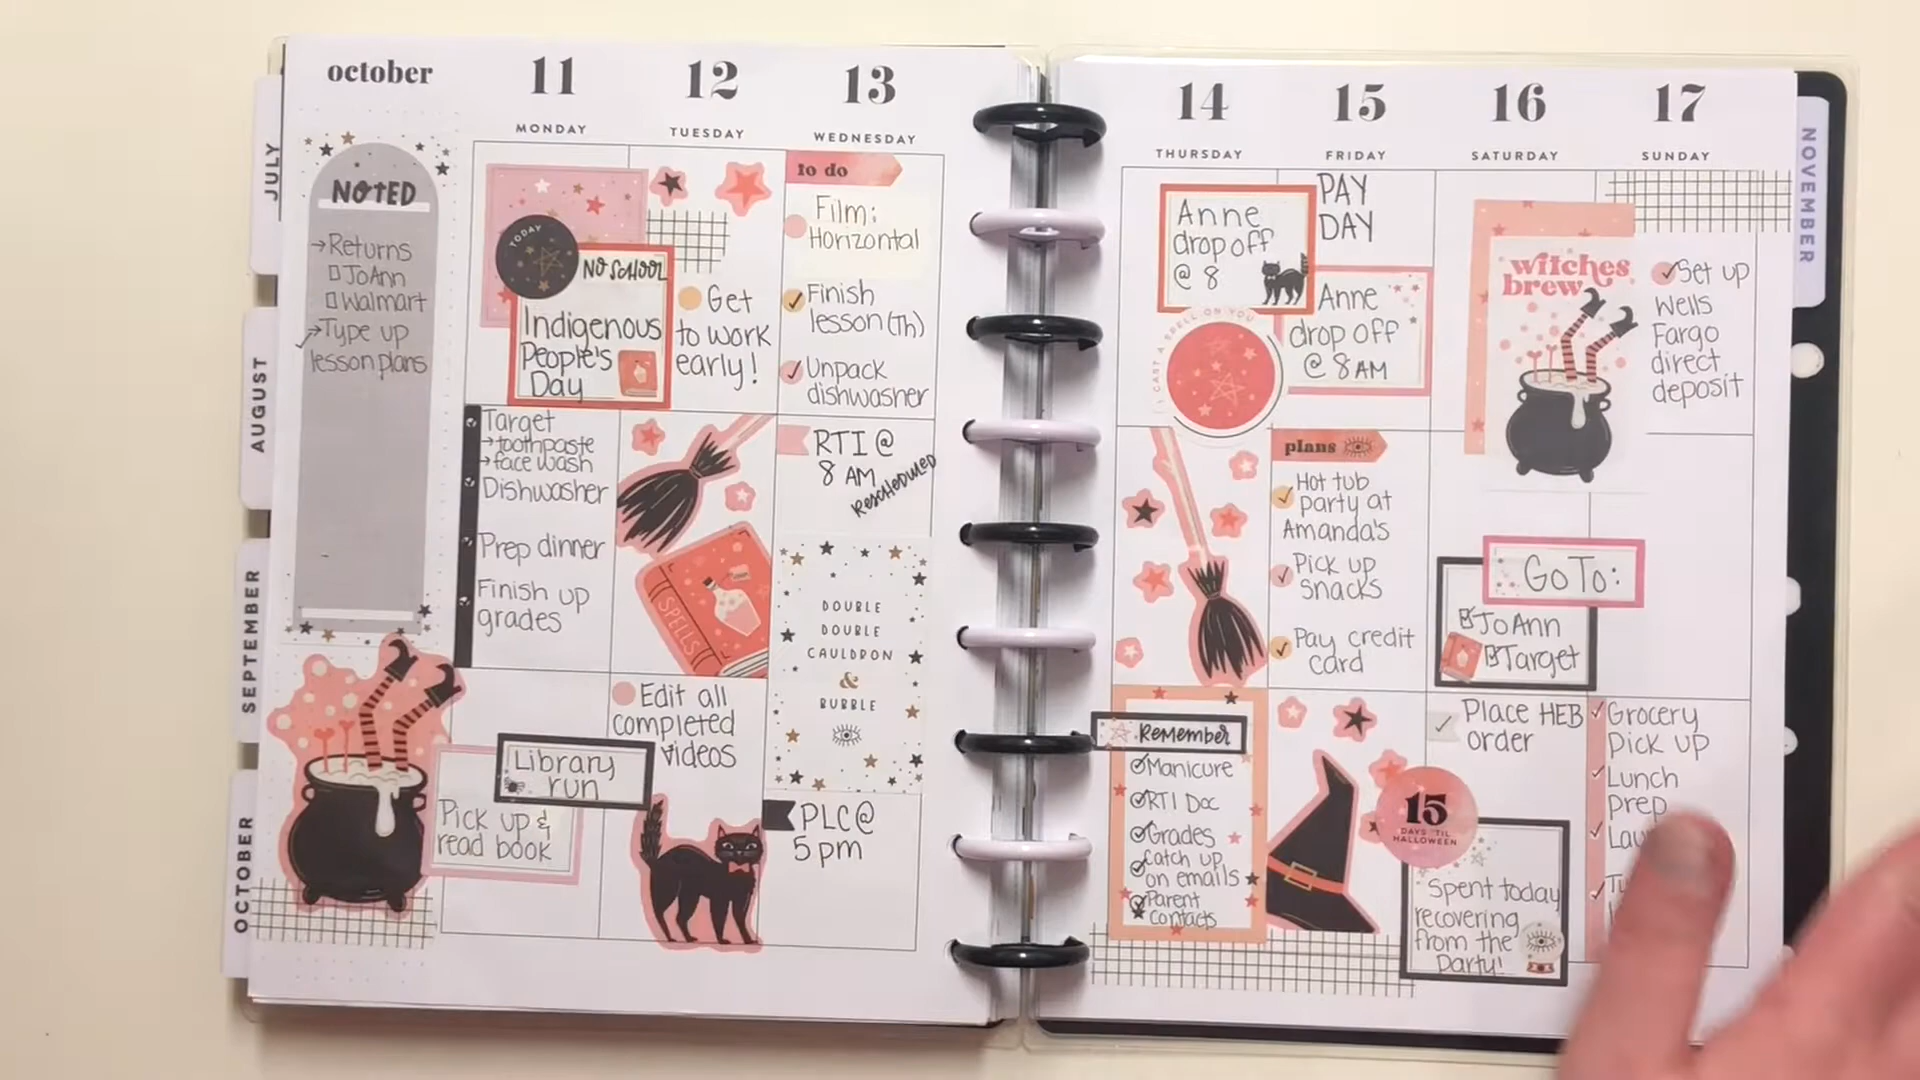 october
11
MONDAY
12
TUESDAY
13
WEDNESDAY
14
THURSDAY
15
FRIDAY
16
SATURDAY
17
SUNDAY
JULY
AUGUST
SEPTEMBER
OCTOBER
NOVEMBER
NOTED
→Returns
JoAnn
Walmart
→Type up
lesson plans
TODAY
NO SCHOOL
Indigenous
People's
Day
Target
→toothpaste
→face wash
Dishwasher
Prep dinner
Finish up
grades
Library
run
Pick up &
read book
Get
to work
early!
SPELLS
Edit all
completed
videos
to do
Film:
Horizontal
Finish
lesson (Th)
Unpack
dishwasher
RTI @
8 AM
RESCHEDULED
DOUBLE
DOUBLE
CAULDRON
&
BUBBLE
PLC @
5 pm
Anne
drop off
@ 8
I CAST A SPELL ON YOU
Remember
Manicure
RTI Doc
Grades
Catch up
on emails
Parent
contacts
PAY
DAY
Anne
drop off
@ 8 AM
plans
Hot tub
party at
Amanda's
Pick up
snacks
Pay credit
card
witches
brew
GO TO:
JoAnn
Target
Place HEB
order
15
DAYS 'TIL
HALLOWEEN
Spent today
recovering
from the
Party!
Set up
Wells
Fargo
direct
deposit
Grocery
pick up
Lunch
prep